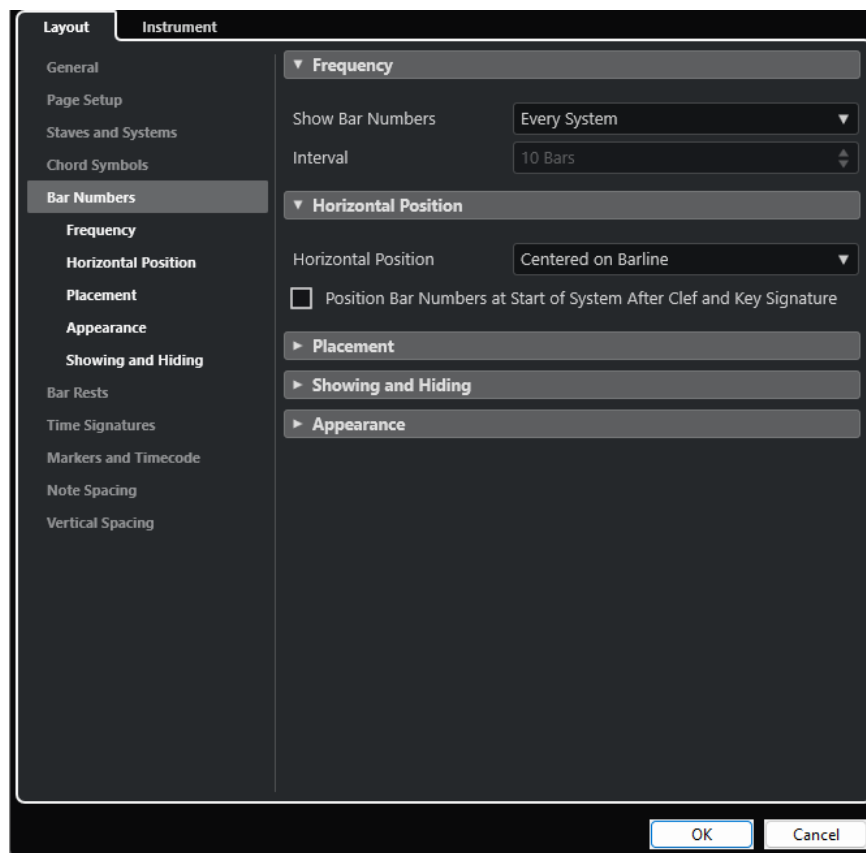 Layout
Instrument
General
Page Setup
Staves and Systems
Chord Symbols
Bar Numbers
Frequency
Horizontal Position
Placement
Appearance
Showing and Hiding
Bar Rests
Time Signatures
Markers and Timecode
Note Spacing
Vertical Spacing
Frequency
Show Bar Numbers
Every System
Interval
10 Bars
Horizontal Position
Horizontal Position
Centered on Barline
Position Bar Numbers at Start of System After Clef and Key Signature
Placement
Showing and Hiding
Appearance
OK
Cancel